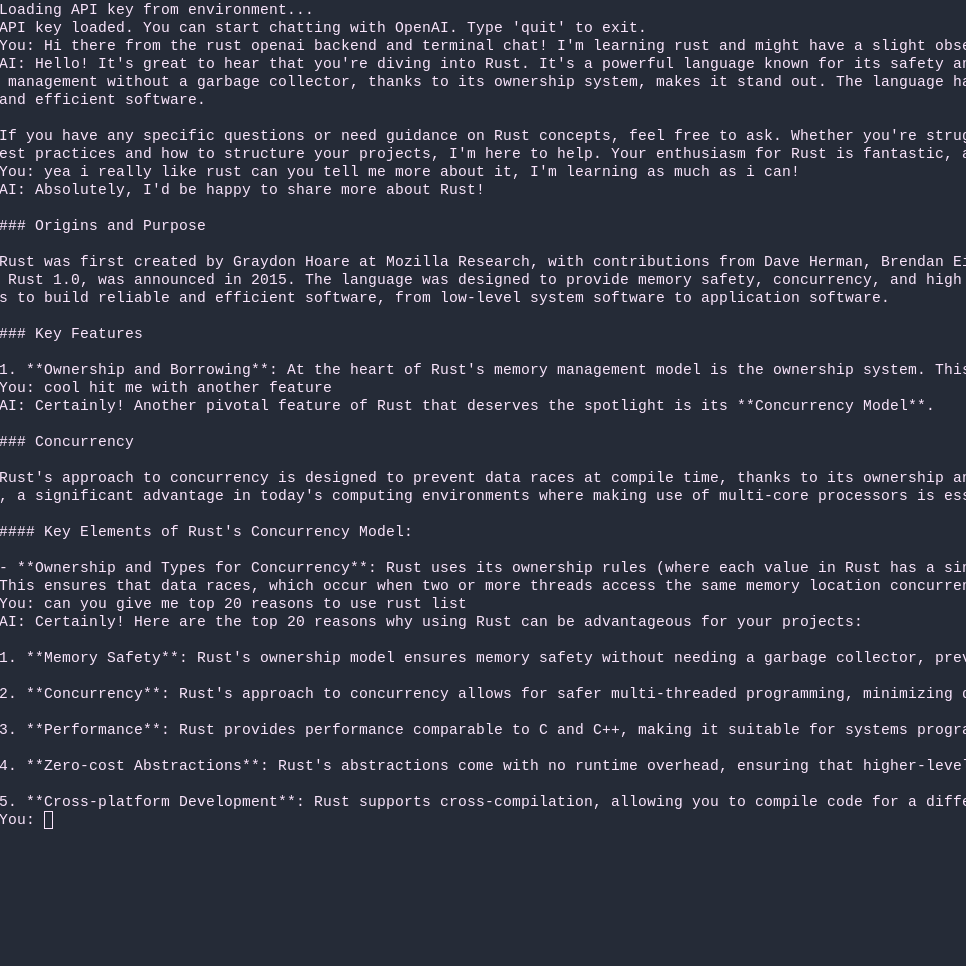 Loading API key from environment...
API key loaded. You can start chatting with OpenAI. Type 'quit' to exit.
You: Hi there from the rust openai backend and terminal chat! I'm learning rust and might have a slight obse
AI: Hello! It's great to hear that you're diving into Rust. It's a powerful language known for its safety an
management without a garbage collector, thanks to its ownership system, makes it stand out. The language ha
and efficient software.
If you have any specific questions or need guidance on Rust concepts, feel free to ask. Whether you're strug
est practices and how to structure your projects, I'm here to help. Your enthusiasm for Rust is fantastic, a
You: yea i really like rust can you tell me more about it, I'm learning as much as i can!
AI: Absolutely, I'd be happy to share more about Rust!
### Origins and Purpose
Rust was first created by Graydon Hoare at Mozilla Research, with contributions from Dave Herman, Brendan Ei
Rust 1.0, was announced in 2015. The language was designed to provide memory safety, concurrency, and high
s to build reliable and efficient software, from low-level system software to application software.
### Key Features
1. **Ownership and Borrowing**: At the heart of Rust's memory management model is the ownership system. This
You: cool hit me with another feature
AI: Certainly! Another pivotal feature of Rust that deserves the spotlight is its **Concurrency Model**.
### Concurrency
Rust's approach to concurrency is designed to prevent data races at compile time, thanks to its ownership an
, a significant advantage in today's computing environments where making use of multi-core processors is ess
#### Key Elements of Rust's Concurrency Model:
- **Ownership and Types for Concurrency**: Rust uses its ownership rules (where each value in Rust has a sin
This ensures that data races, which occur when two or more threads access the same memory location concurren
You: can you give me top 20 reasons to use rust list
AI: Certainly! Here are the top 20 reasons why using Rust can be advantageous for your projects:
1. **Memory Safety**: Rust's ownership model ensures memory safety without needing a garbage collector, prev
2. **Concurrency**: Rust's approach to concurrency allows for safer multi-threaded programming, minimizing
3. **Performance**: Rust provides performance comparable to C and C++, making it suitable for systems progra
4. **Zero-cost Abstractions**: Rust's abstractions come with no runtime overhead, ensuring that higher-level
5. **Cross-platform Development**: Rust supports cross-compilation, allowing you to compile code for a diffe
You: